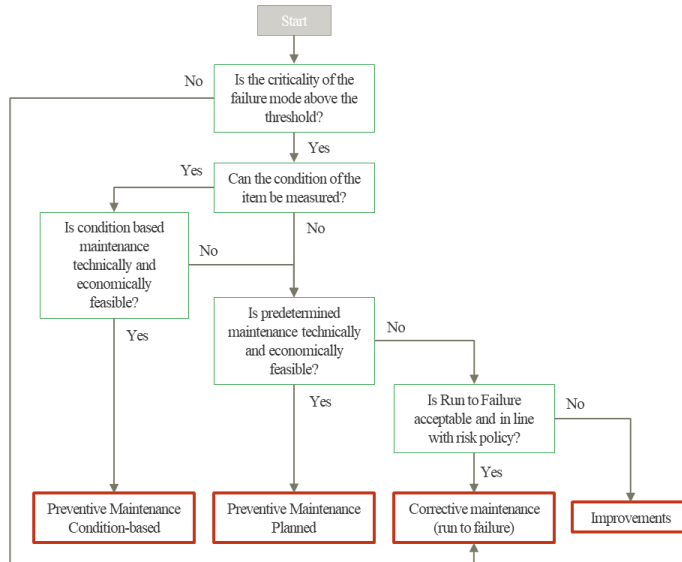 Start
No
Is the criticality of the
failure mode above the
threshold?
Yes
Yes
Can the condition of the
item be measured?
No
Is condition based
maintenance
technically and
economically
feasible?
No
Yes
Is predetermined
maintenance technically
and economically
feasible?
No
Yes
Is Run to Failure
acceptable and in line
with risk policy?
No
Yes
Preventive Maintenance
Condition-based
Preventive Maintenance
Planned
Corrective maintenance
(run to failure)
Improvements